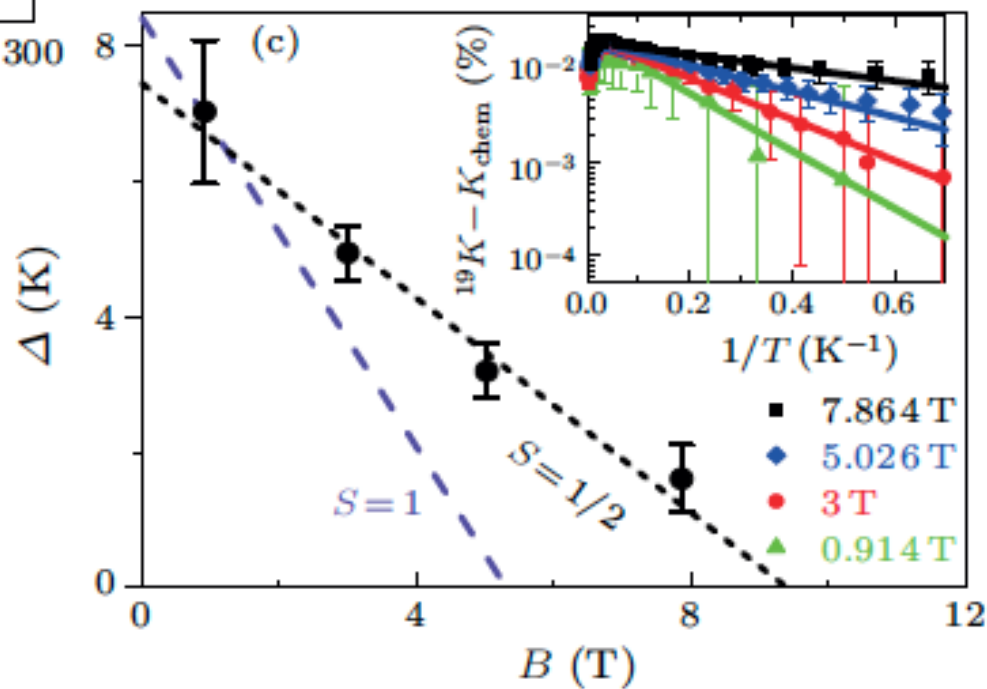 300
(c)
8
4
0
0
4
8
12
Δ (K)
B (T)
S=1
S=1/2
¹⁹K−K_chem (%)
10⁻²
10⁻³
10⁻⁴
0.0
0.2
0.4
0.6
1/T (K⁻¹)
7.864 T
5.026 T
3 T
0.914 T